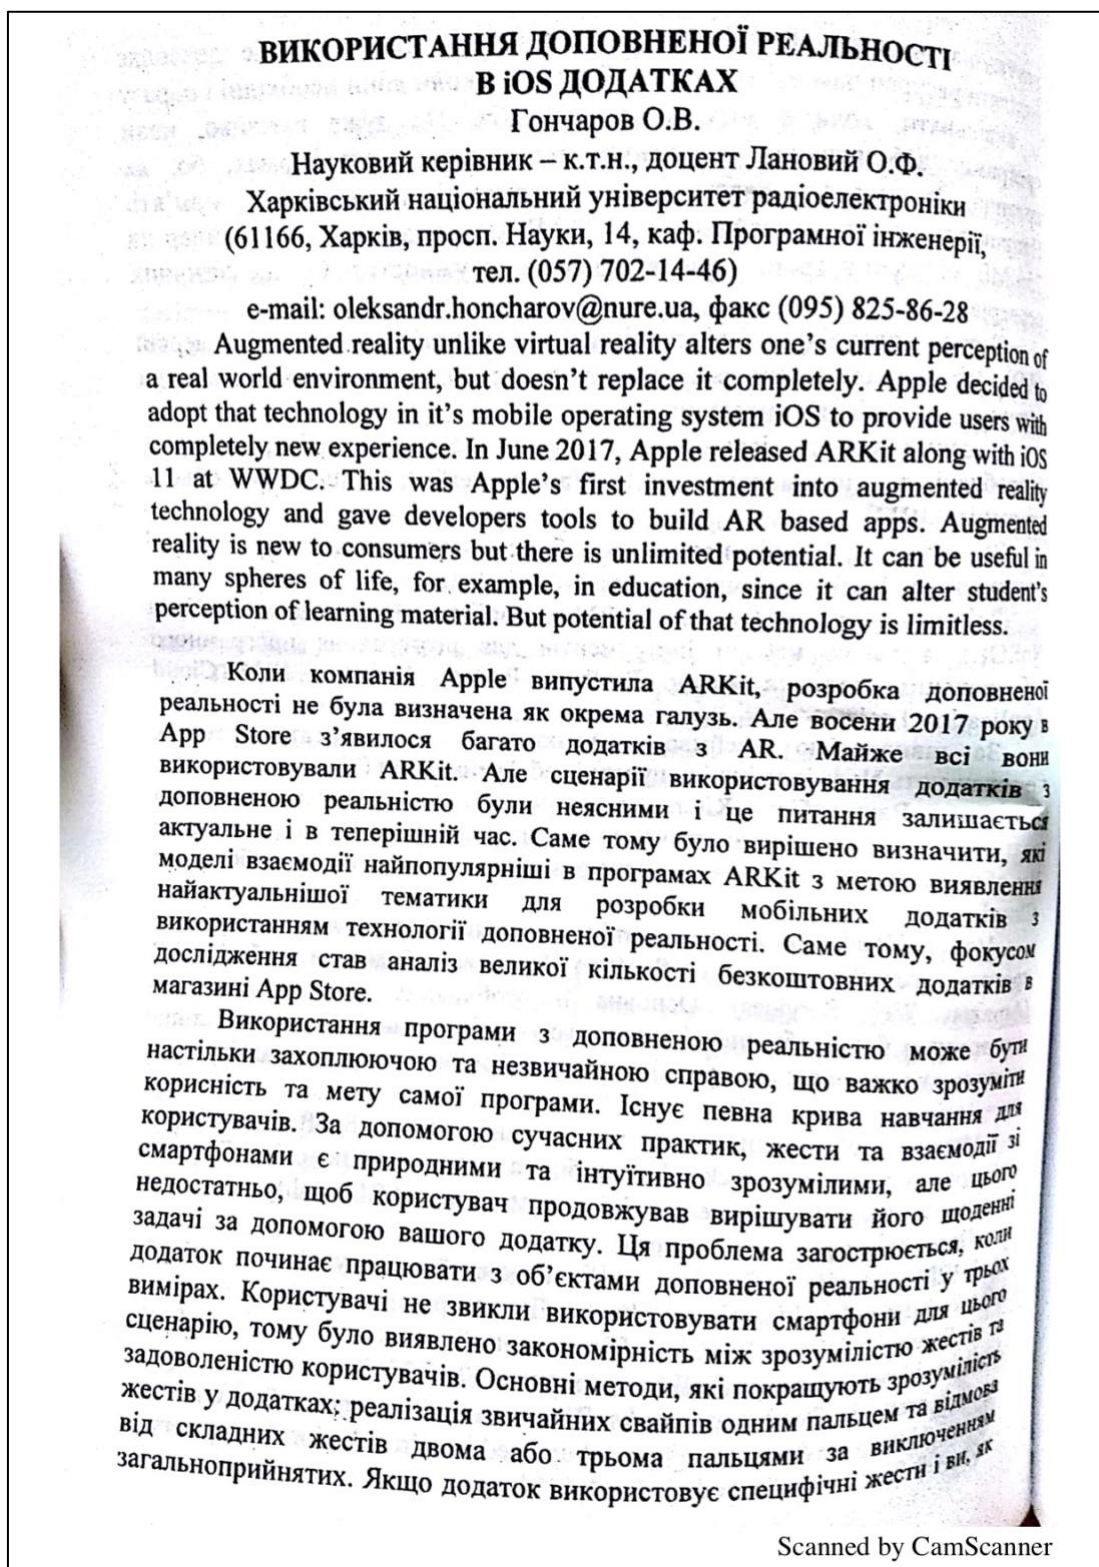 ВИКОРИСТАННЯ ДОПОВНЕНОЇ РЕАЛЬНОСТІ
В iOS ДОДАТКАХ
Гончаров О.В.
Науковий керівник – к.т.н., доцент Лановий О.Ф.
Харківський національний університет радіоелектроніки
(61166, Харків, просп. Науки, 14, каф. Програмної інженерії,
тел. (057) 702-14-46)
e-mail: oleksandr.honcharov@nure.ua, факс (095) 825-86-28
Augmented reality unlike virtual reality alters one’s current perception of
a real world environment, but doesn’t replace it completely. Apple decided to
adopt that technology in it’s mobile operating system iOS to provide users with
completely new experience. In June 2017, Apple released ARKit along with iOS
11 at WWDC. This was Apple’s first investment into augmented reality
technology and gave developers tools to build AR based apps. Augmented
reality is new to consumers but there is unlimited potential. It can be useful in
many spheres of life, for example, in education, since it can alter student’s
perception of learning material. But potential of that technology is limitless.
Коли компанія Apple випустила ARKit, розробка доповненої
реальності не була визначена як окрема галузь. Але восени 2017 року в
App Store з’явилося багато додатків з AR. Майже всі вони
використовували ARKit. Але сценарії використовування додатків з
доповненою реальністю були неясними і це питання залишається
актуальне і в теперішній час. Саме тому було вирішено визначити, які
моделі взаємодії найпопулярніші в програмах ARKit з метою виявлення
найактуальнішої тематики для розробки мобільних додатків з
використанням технології доповненої реальності. Саме тому, фокусом
дослідження став аналіз великої кількості безкоштовних додатків в
магазині App Store.
Використання програми з доповненою реальністю може бути
настільки захоплюючою та незвичайною справою, що важко зрозуміти
корисність та мету самої програми. Існує певна крива навчання для
користувачів. За допомогою сучасних практик, жести та взаємодії зі
смартфонами є природними та інтуїтивно зрозумілими, але цього
недостатньо, щоб користувач продовжував вирішувати його щоденні
задачі за допомогою вашого додатку. Ця проблема загострюється, коли
додаток починає працювати з об’єктами доповненої реальності у трьох
вимірах. Користувачі не звикли використовувати смартфони для цього
сценарію, тому було виявлено закономірність між зрозумілістю жестів та
задоволеністю користувачів. Основні методи, які покращують зрозумілість
жестів у додатках: реалізація звичайних свайпів одним пальцем та відмова
від складних жестів двома або трьома пальцями за виключенням
загальноприйнятих. Якщо додаток використовує специфічні жести і ви, як
Scanned by CamScanner